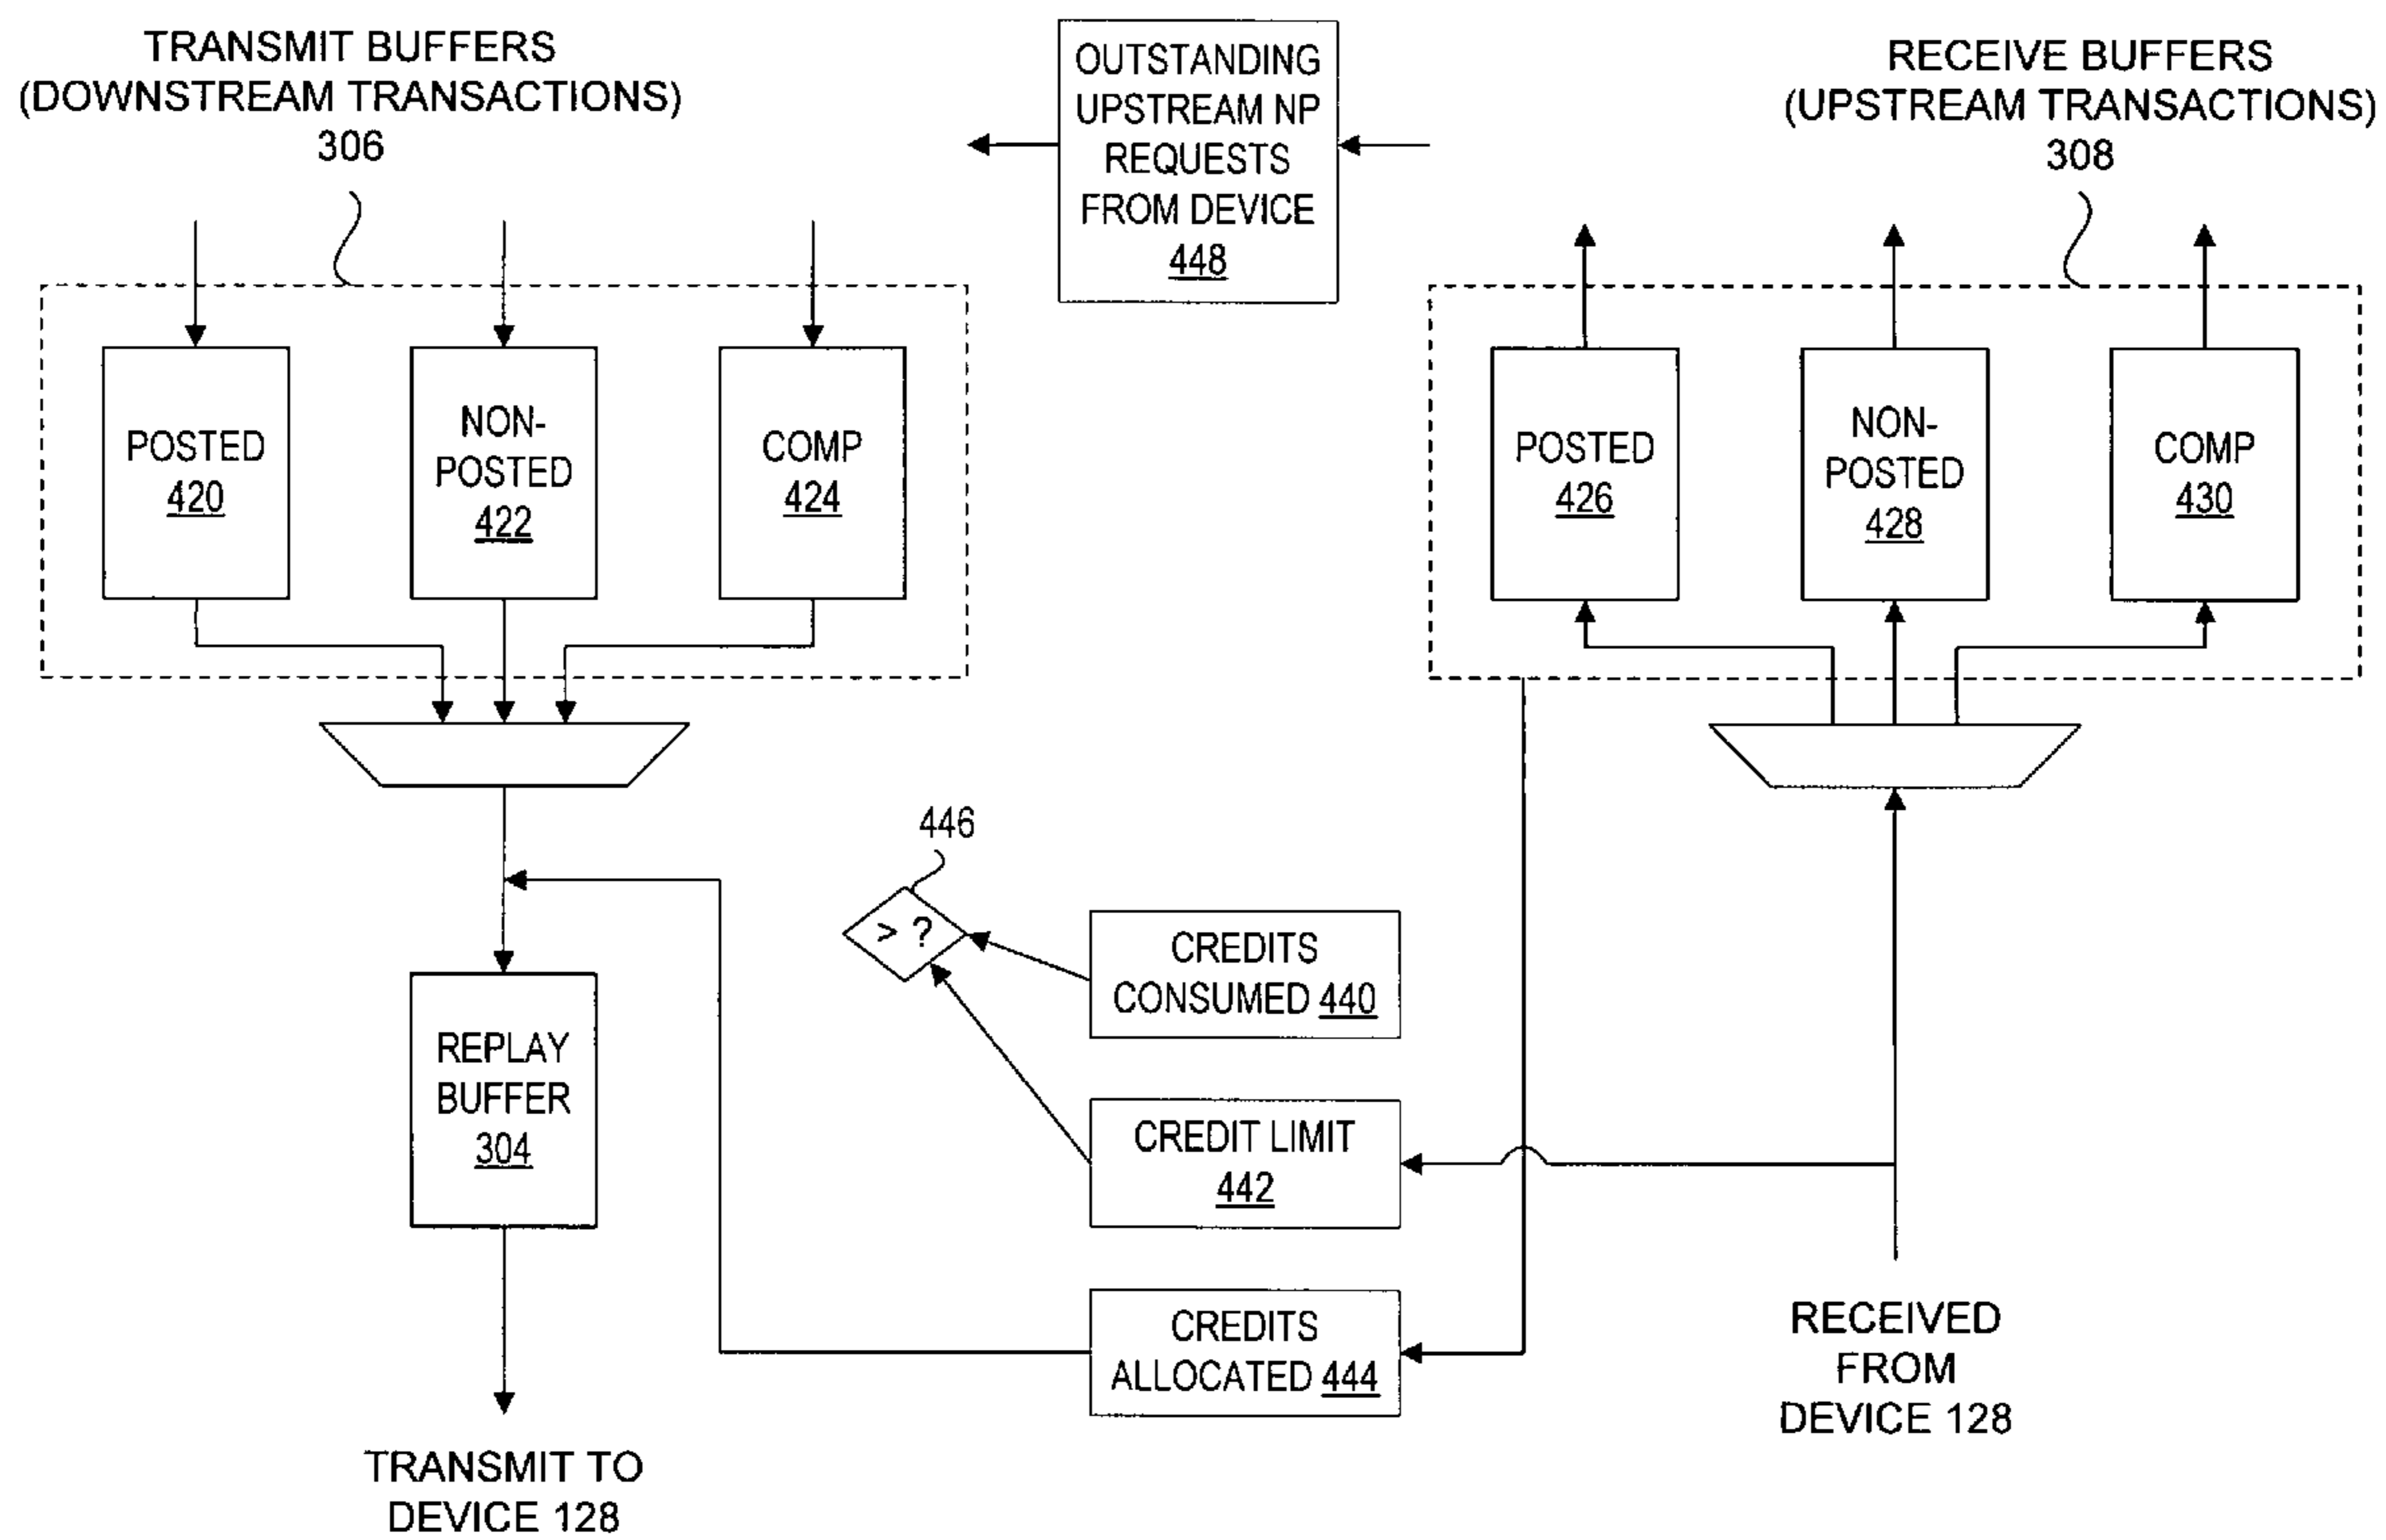 TRANSMIT BUFFERS
(DOWNSTREAM TRANSACTIONS)
306
OUTSTANDING
UPSTREAM NP
REQUESTS
FROM DEVICE
448
RECEIVE BUFFERS
(UPSTREAM TRANSACTIONS)
308
POSTED
420
NON-
POSTED
422
COMP
424
POSTED
426
NON-
POSTED
428
COMP
430
446
> ?
CREDITS
CONSUMED 440
REPLAY
BUFFER
304
CREDIT LIMIT
442
CREDITS
ALLOCATED 444
RECEIVED
FROM
DEVICE 128
TRANSMIT TO
DEVICE 128